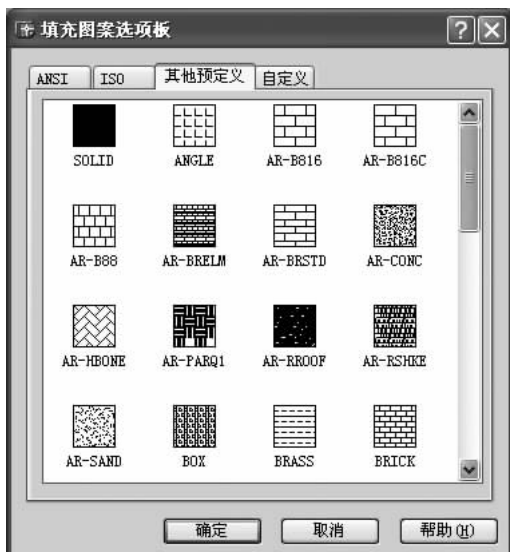 填充图案选项板
ANSI ISO 其他预定义 自定义
SOLID ANGLE AR-B816 AR-B816C
AR-B88 AR-BRELM AR-BRSTD AR-CONC
AR-HBONE AR-PARQ1 AR-RROOF AR-RSHKE
AR-SAND BOX BRASS BRICK
确定 取消 帮助(H)